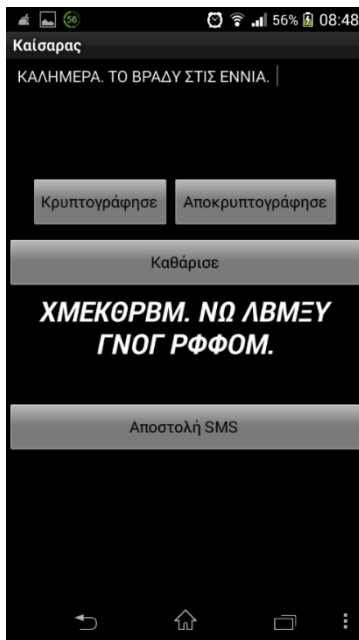 56 56% 08:48
Καίσαρας
ΚΑΛΗΜΕΡΑ. ΤΟ ΒΡΑΔΥ ΣΤΙΣ ΕΝΝΙΑ.
Κρυπτογράφησε Αποκρυπτογράφησε
Καθάρισε
ΧΜΕΚΘΡΒΜ. ΝΩ ΛΒΜΞΥ
ΓΝΟΓ ΡΦΦΟΜ.
Αποστολή SMS